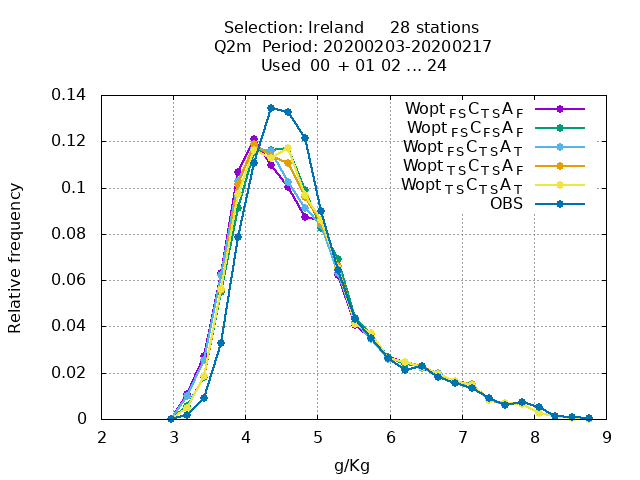 Selection: Ireland     28 stations
Q2m  Period: 20200203-20200217
Used  00 + 01 02 ... 24
Relative frequency
0.14
0.12
0.1
0.08
0.06
0.04
0.02
0
Wopt FS C TS A F
Wopt FS C FS A F
Wopt FS C TS A T
Wopt TS C TS A F
Wopt TS C TS A T
OBS
2 3 4 5 6 7 8 9
g/Kg